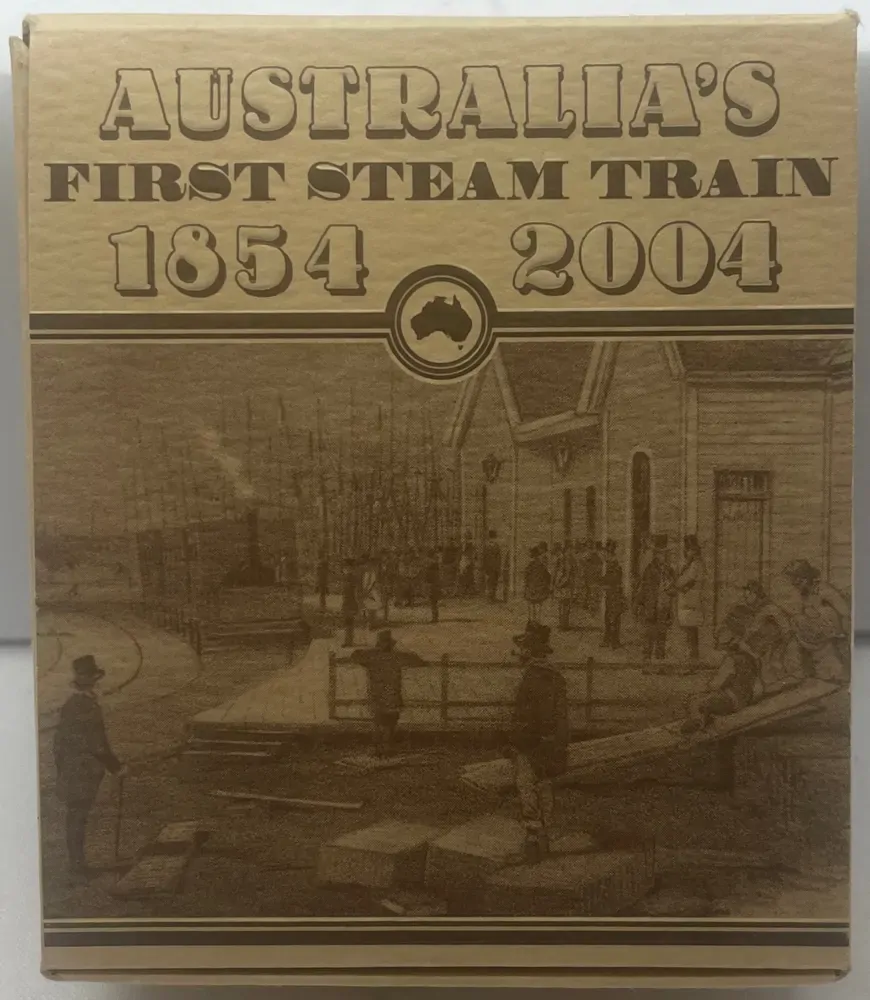 AUSTRALIA'S
FIRST STEAM TRAIN
1854 2004